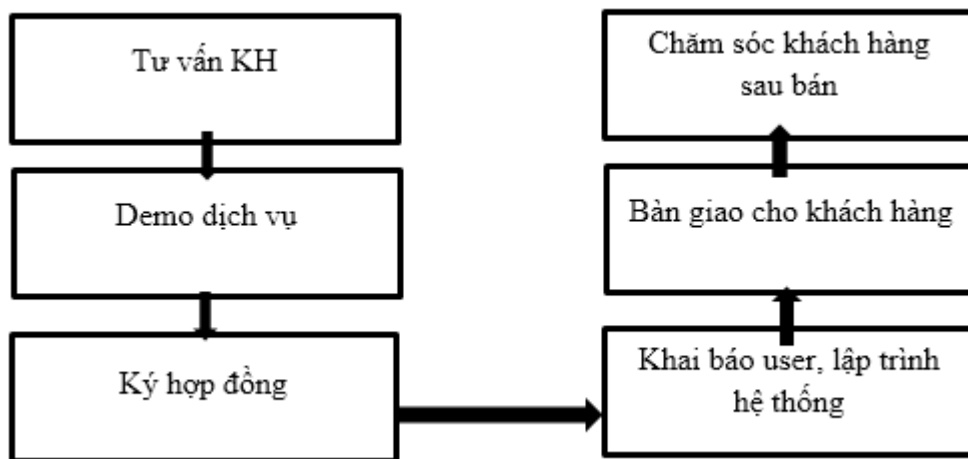 Tư vấn KH
Demo dịch vụ
Ký hợp đồng
Khai báo user, lập trình
hệ thống
Bàn giao cho khách hàng
Chăm sóc khách hàng
sau bán